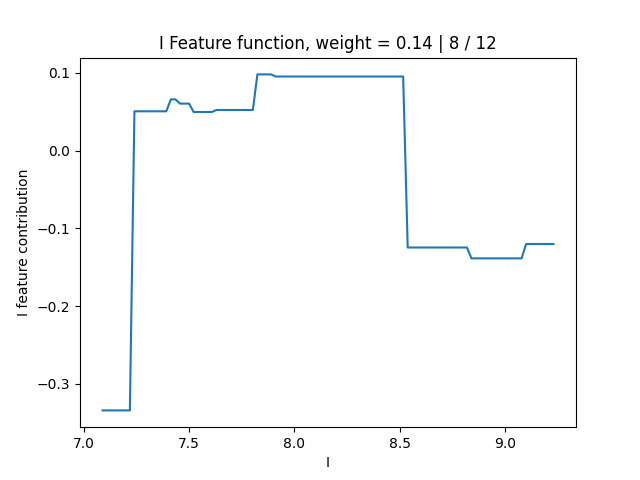 I Feature function, weight = 0.14 | 8 / 12
0.1
0.0
−0.1
−0.2
−0.3
I feature contribution
7.0 7.5 8.0 8.5 9.0
I